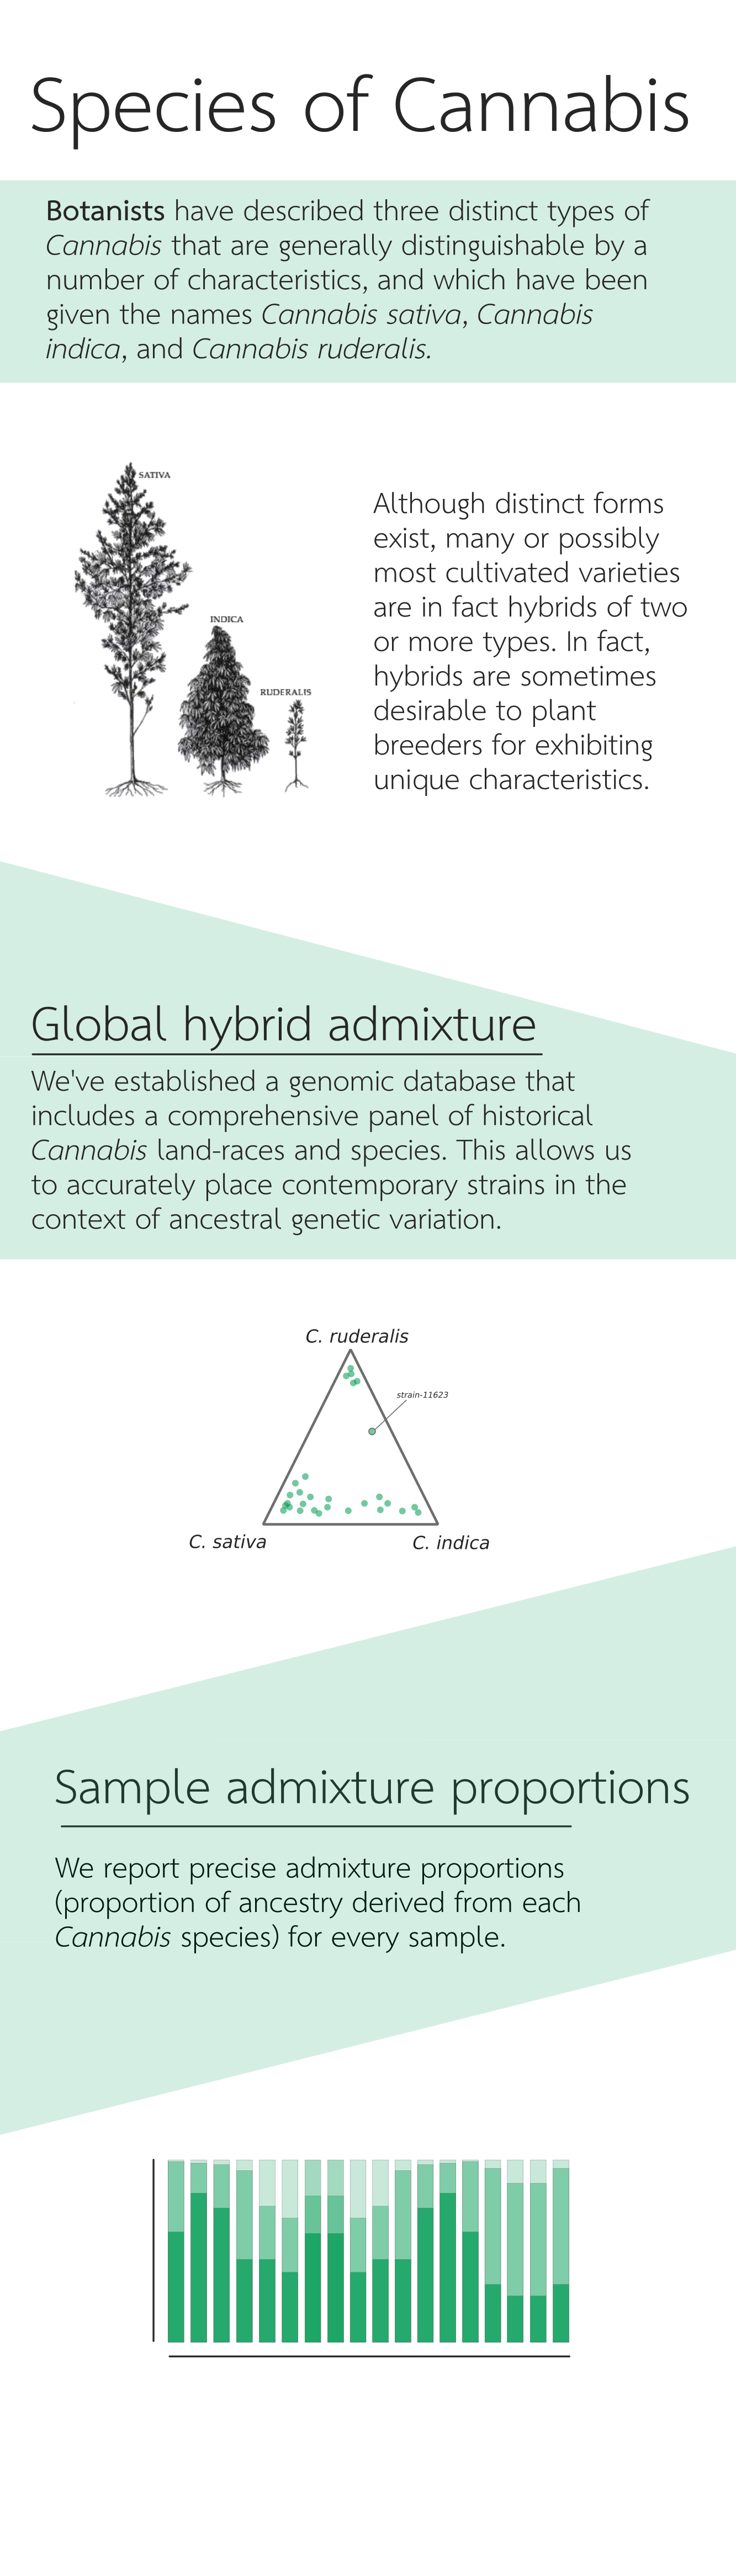 Species of Cannabis
Botanists have described three distinct types of
Cannabis that are generally distinguishable by a
number of characteristics, and which have been
given the names Cannabis sativa, Cannabis
indica, and Cannabis ruderalis.
SATIVA
INDICA
RUDERALIS
Although distinct forms
exist, many or possibly
most cultivated varieties
are in fact hybrids of two
or more types. In fact,
hybrids are sometimes
desirable to plant
breeders for exhibiting
unique characteristics.
Global hybrid admixture
We've established a genomic database that
includes a comprehensive panel of historical
Cannabis land-races and species. This allows us
to accurately place contemporary strains in the
context of ancestral genetic variation.
C. ruderalis
strain-11623
C. sativa
C. indica
Sample admixture proportions
We report precise admixture proportions
(proportion of ancestry derived from each
Cannabis species) for every sample.